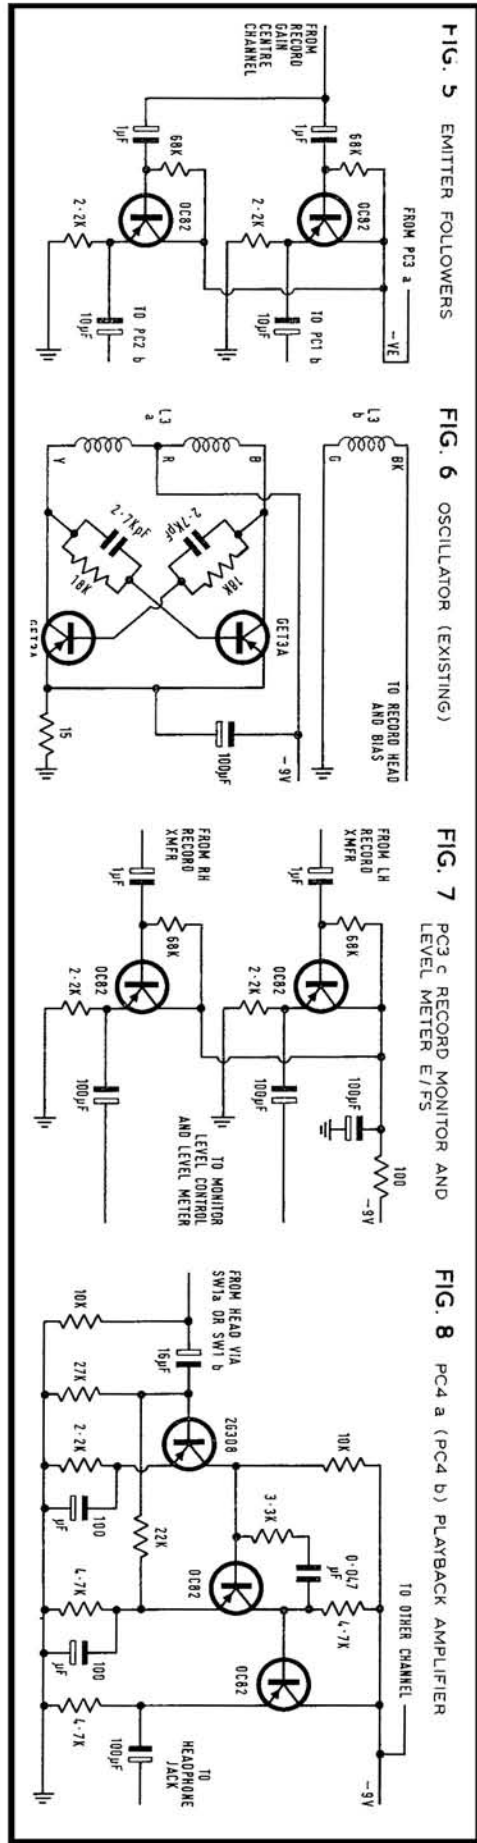 FIG. 5 EMITTER FOLLOWERS
FROM PC3 a
-VE
FROM
RECORD
GAIN
CENTRE
CHANNEL
1µF
68K
OC82
2·2K
10µF
TO PC1 b
1µF
68K
OC82
2·2K
10µF
TO PC2 b
FIG. 6 OSCILLATOR (EXISTING)
L3
b
BK
G
TO RECORD HEAD
AND BIAS
L3
a
B
R
Y
2·7KpF
18K
2·7KpF
18K
GET3A
GET3A
15
100µF
-9V
FIG. 7 PC3 c RECORD MONITOR AND
LEVEL METER E/FS
FROM LH
RECORD
XMFR
1µF
68K
OC82
2·2K
100µF
100µF
100
-9V
FROM RH
RECORD
XMFR
1µF
68K
OC82
2·2K
100µF
TO MONITOR
LEVEL CONTROL
AND LEVEL METER
FIG. 8 PC4 a (PC4 b) PLAYBACK AMPLIFIER
FROM HEAD VIA
SW1a OR SW1 b
16µF
10K
27K
2·2K
100
µF
2G308
10K
22K
3·3K
0·047
µF
OC82
4·7K
4·7K
100
µF
OC82
4·7K
100µF
TO
HEADPHONE
JACK
TO OTHER CHANNEL
-9V